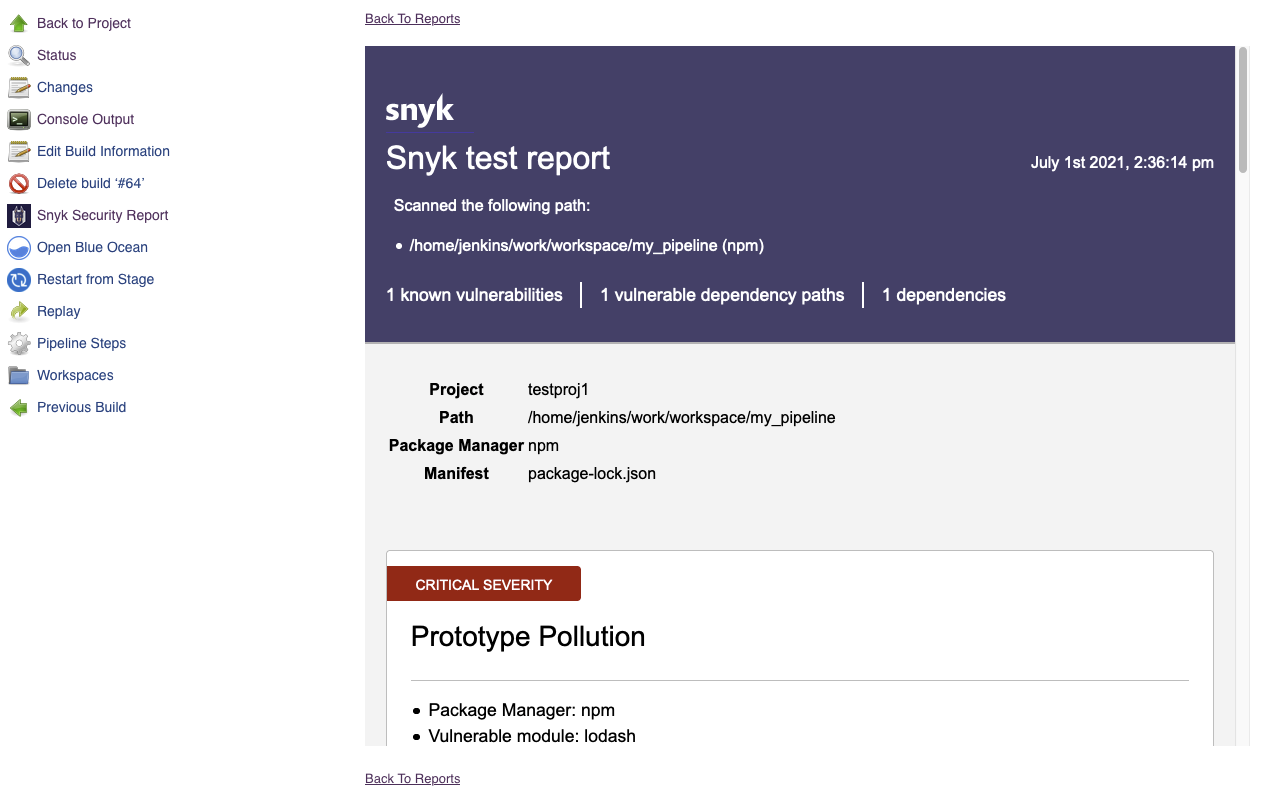 Back to Project
Status
Changes
Console Output
Edit Build Information
Delete build ‘#64’
Snyk Security Report
Open Blue Ocean
Restart from Stage
Replay
Pipeline Steps
Workspaces
Previous Build
Back To Reports
snyk
Snyk test report
July 1st 2021, 2:36:14 pm
Scanned the following path:
• /home/jenkins/work/workspace/my_pipeline (npm)
1 known vulnerabilities | 1 vulnerable dependency paths | 1 dependencies
Project testproj1
Path /home/jenkins/work/workspace/my_pipeline
Package Manager npm
Manifest package-lock.json
CRITICAL SEVERITY
Prototype Pollution
• Package Manager: npm
• Vulnerable module: lodash
Back To Reports